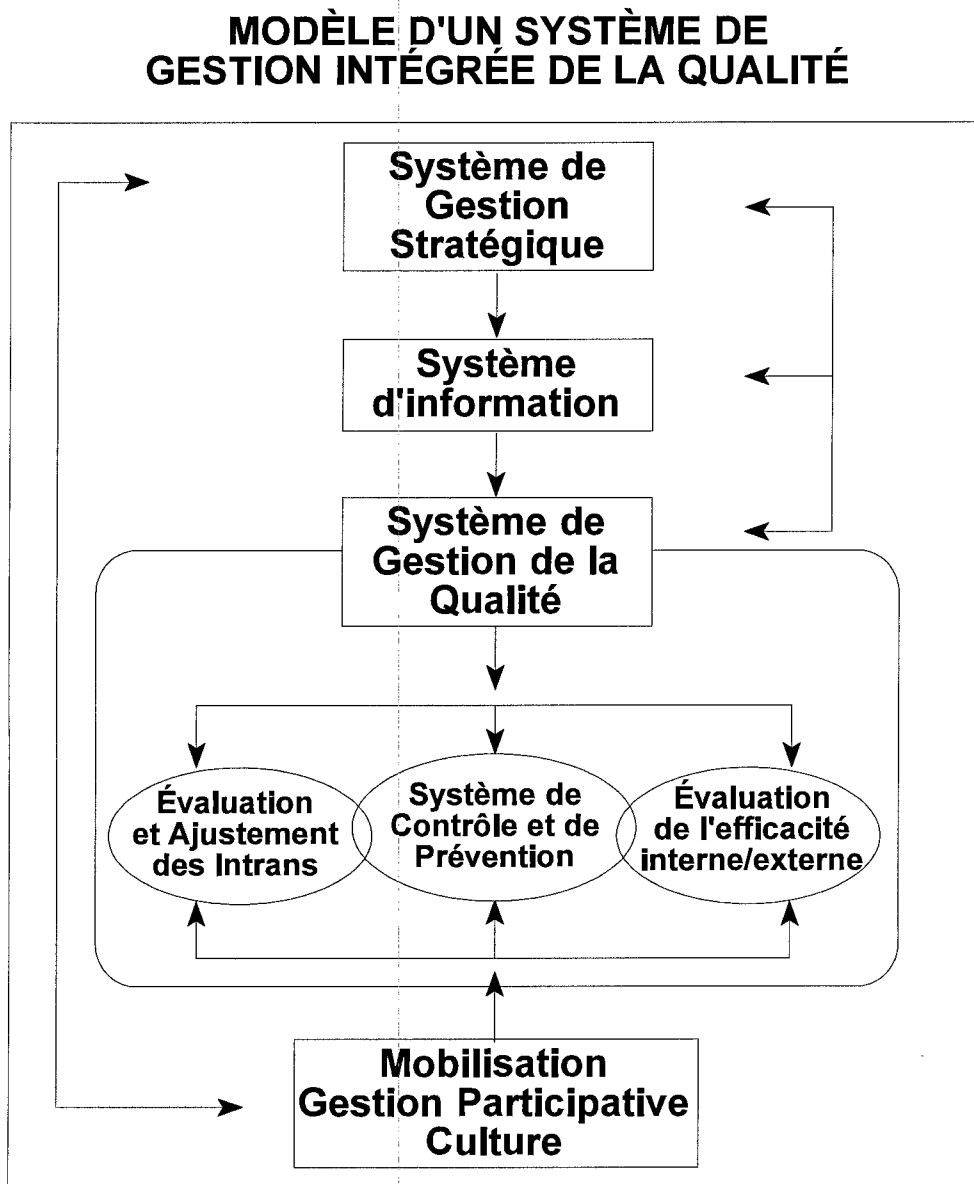 MODÈLE D'UN SYSTÈME DE
GESTION INTÉGRÉE DE LA QUALITÉ
Système de
Gestion
Stratégique
Système
d'information
Système de
Gestion de la
Qualité
Évaluation
et Ajustement
des Intrans
Système de
Contrôle et de
Prévention
Évaluation
de l'efficacité
interne/externe
Mobilisation
Gestion Participative
Culture